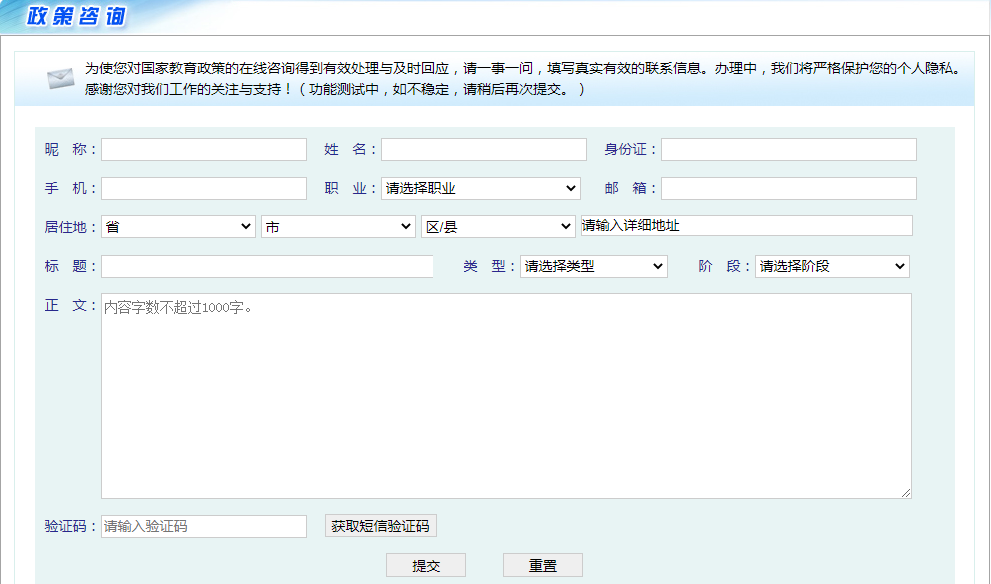 政策咨询
为使您对国家教育政策的在线咨询得到有效处理与及时回应，请一事一问，填写真实有效的联系信息。办理中，我们将严格保护您的个人隐私。
感谢您对我们工作的关注与支持！（功能测试中，如不稳定，请稍后再次提交。）
昵 称： 姓 名： 身份证：
手 机： 职 业： 请选择职业 邮 箱：
居住地： 省 市 区/县 请输入详细地址
标 题： 类 型： 请选择类型 阶 段： 请选择阶段
正 文： 内容字数不超过1000字。
验证码： 请输入验证码 获取短信验证码
提交 重置